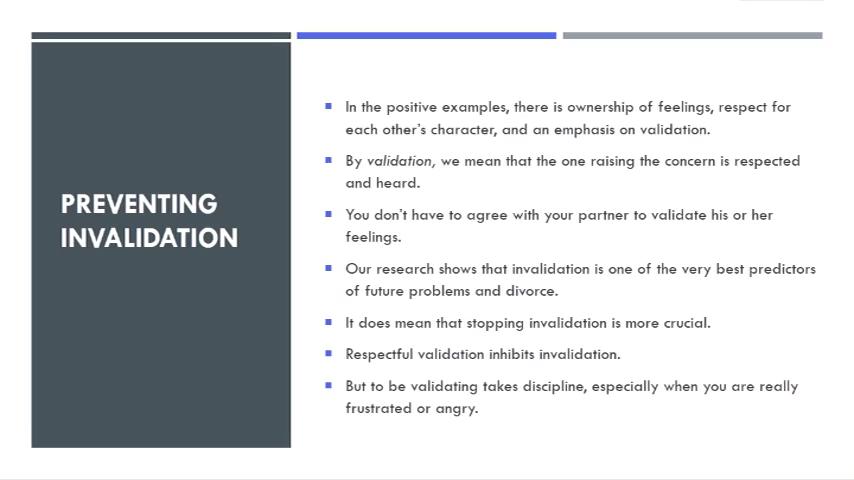 PREVENTING
INVALIDATION
In the positive examples, there is ownership of feelings, respect for
each other's character, and an emphasis on validation.
By validation, we mean that the one raising the concern is respected
and heard.
You don't have to agree with your partner to validate his or her
feelings.
Our research shows that invalidation is one of the very best predictors
of future problems and divorce.
It does mean that stopping invalidation is more crucial.
Respectful validation inhibits invalidation.
But to be validating takes discipline, especially when you are really
frustrated or angry.